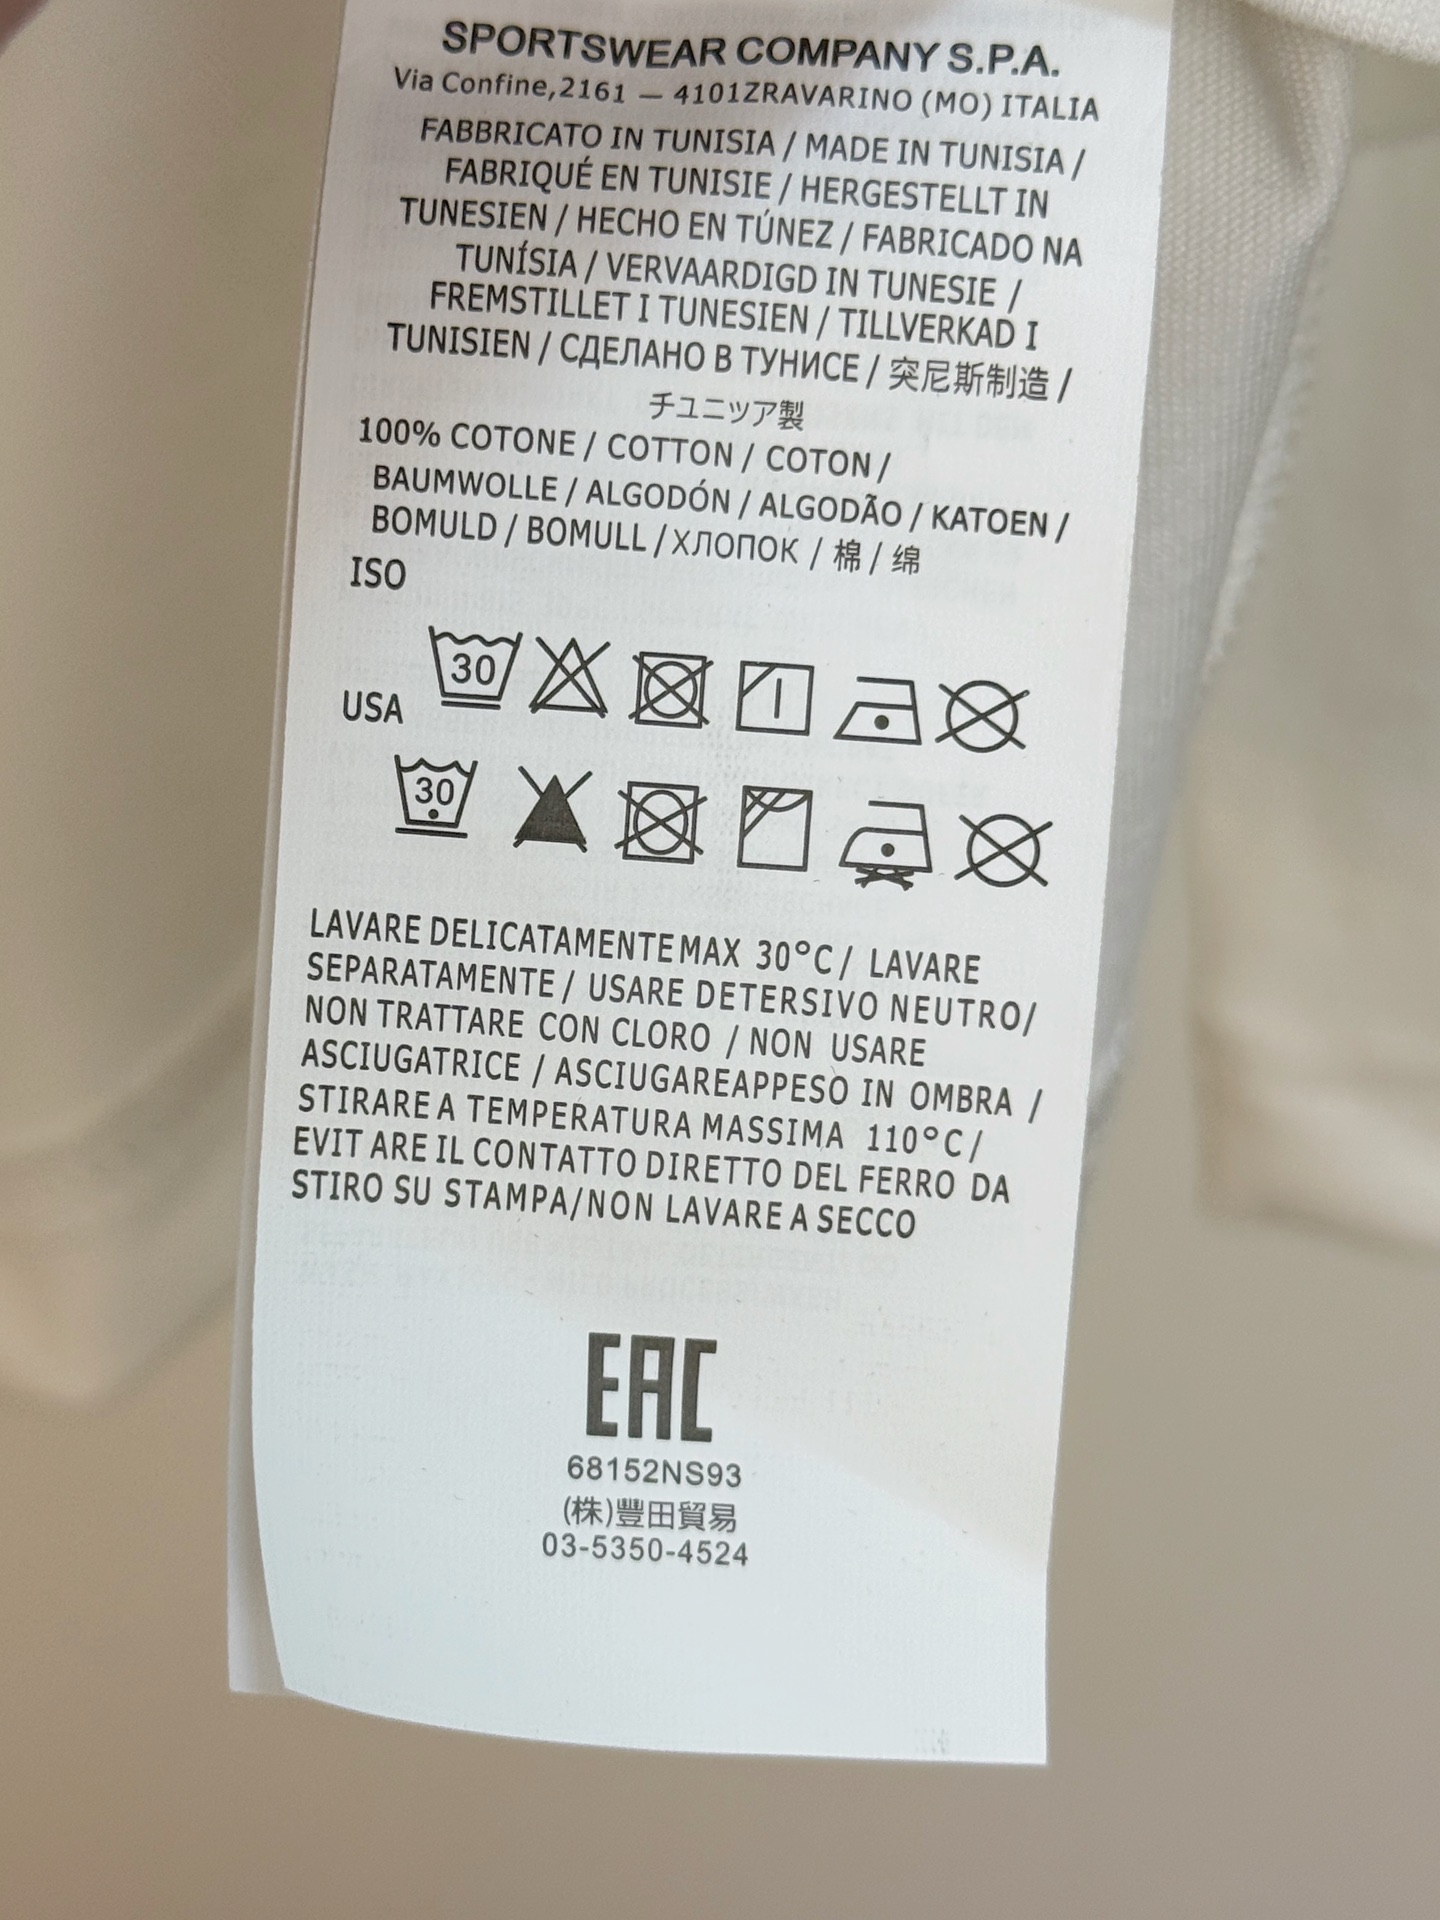 SPORTSWEAR COMPANY S.P.A.
Via Confine,2161 — 4101ZRAVARINO (MO) ITALIA
FABBRICATO IN TUNISIA / MADE IN TUNISIA /
FABRIQUÉ EN TUNISIE / HERGESTELLT IN
TUNESIEN / HECHO EN TÚNEZ / FABRICADO NA
TUNÍSIA / VERVAARDIGD IN TUNESIE /
FREMSTILLET I TUNESIEN / TILLVERKAD I
TUNISIEN / СДЕЛАНО В ТУНИСЕ / 突尼斯制造 /
チユニツア製
100% COTONE / COTTON / COTON /
BAUMWOLLE / ALGODÓN / ALGODÃO / KATOEN /
BOMULD / BOMULL / ХЛОПОК / 棉 / 绵
ISO
30
USA
30
LAVARE DELICATAMENTE MAX 30°C / LAVARE
SEPARATAMENTE / USARE DETERSIVO NEUTRO/
NON TRATTARE CON CLORO / NON USARE
ASCIUGATRICE / ASCIUGAREAPPESO IN OMBRA /
STIRARE A TEMPERATURA MASSIMA 110°C /
EVIT ARE IL CONTATTO DIRETTO DEL FERRO DA
STIRO SU STAMPA/NON LAVARE A SECCO
EAC
68152NS93
(株)豐田貿易
03-5350-4524